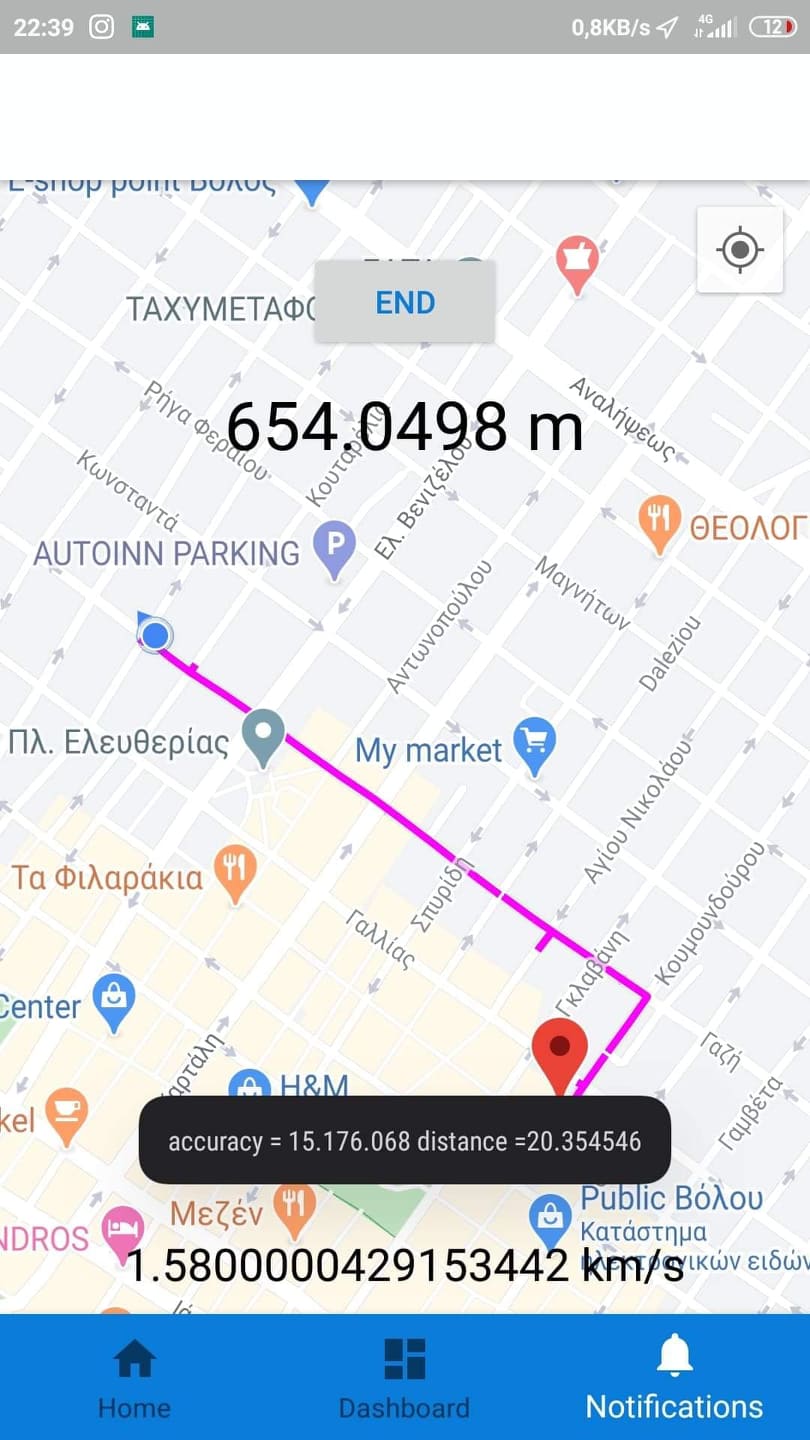 22:39
0,8KB/s
4G
12
E-shop point Βόλος
ΤΑΧΥΜΕΤΑΦΟ
END
654.0498 m
Αναλήψεως
Ρήγα Φεραίου
Κουταρέλια
Κωνσταντά
Ελ. Βενιζέλου
ΘΕΟΛΟΓ
AUTOINN PARKING
P
Μαγνήτων
Αντωνοπούλου
Daleziou
Πλ. Ελευθερίας
My market
Αγίου Νικολάου
Τα Φιλαράκια
Σπυρίδη
Κουμουνδούρου
Γαλλίας
Γκλαβάνη
Center
Γαζή
αρτάλη
H&M
Γαμβέτα
kel
accuracy = 15.176.068 distance =20.354546
Μεζέν
Public Βόλου
Κατάστημα
ηλεκτρονικών ειδών
NDROS
1.5800000429153442 km/s
Home
Dashboard
Notifications